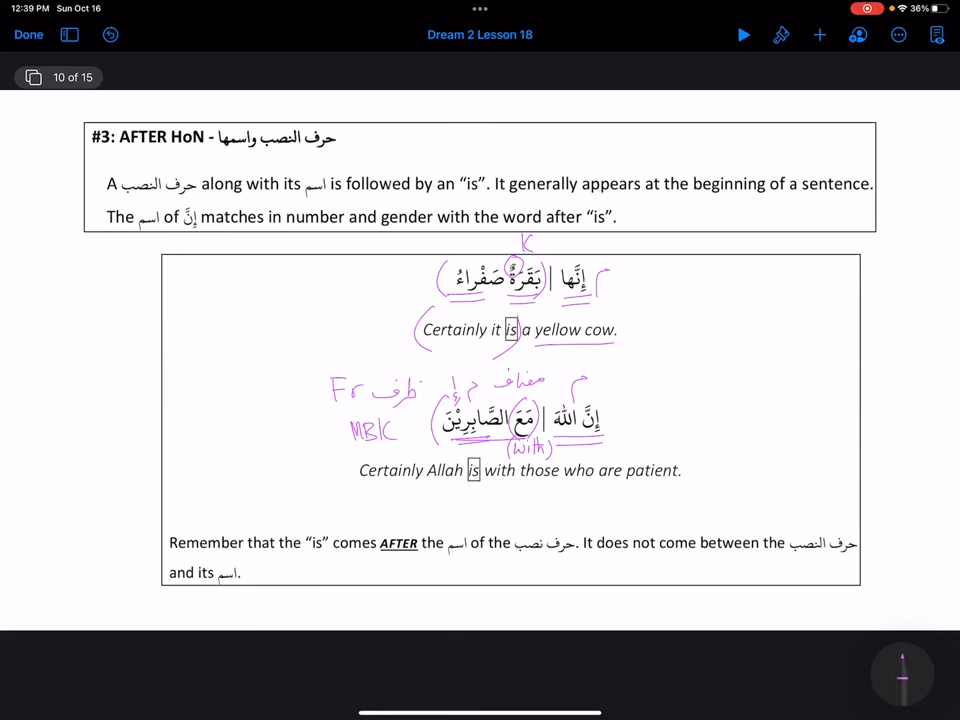 12:39 PM Sun Oct 16
36%
Done
Dream 2 Lesson 18
10 of 15
#3: AFTER HoN - حرف النصب واسمها
A حرف النصب along with its اسم is followed by an “is”. It generally appears at the beginning of a sentence.
The اسم of إِنَّ matches in number and gender with the word after “is”.
K
إِنَّها | بَقَرَةٌ صَفْراءُ م
Certainly it is a yellow cow.
For ظرف م إ مضاف م
MBK إِنَّ اللهَ | مَعَ الصَّابِرِيْنَ
(with)
Certainly Allah is with those who are patient.
Remember that the “is” comes AFTER the اسم of the حرف نصب. It does not come between the حرف النصب
and its اسم.